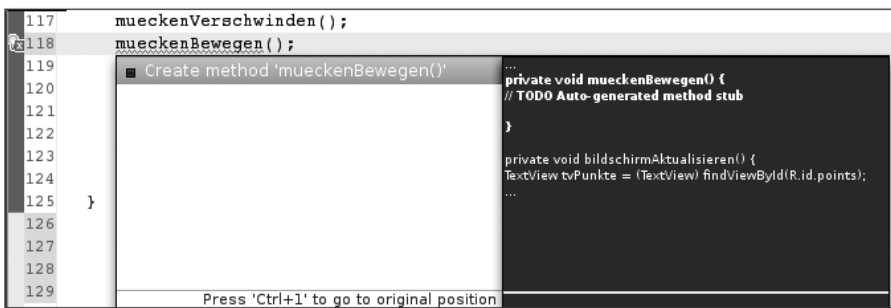 117 mueckenVerschwinden();
118 mueckenBewegen();
119
120
121
122
123
124
125 }
126
127
128
129
Create method 'mueckenBewegen()'
Press 'Ctrl+1' to go to original position
...
private void mueckenBewegen() {
// TODO Auto-generated method stub
}
private void bildschirmAktualisieren() {
TextView tvPunkte = (TextView) findViewById(R.id.points);
...